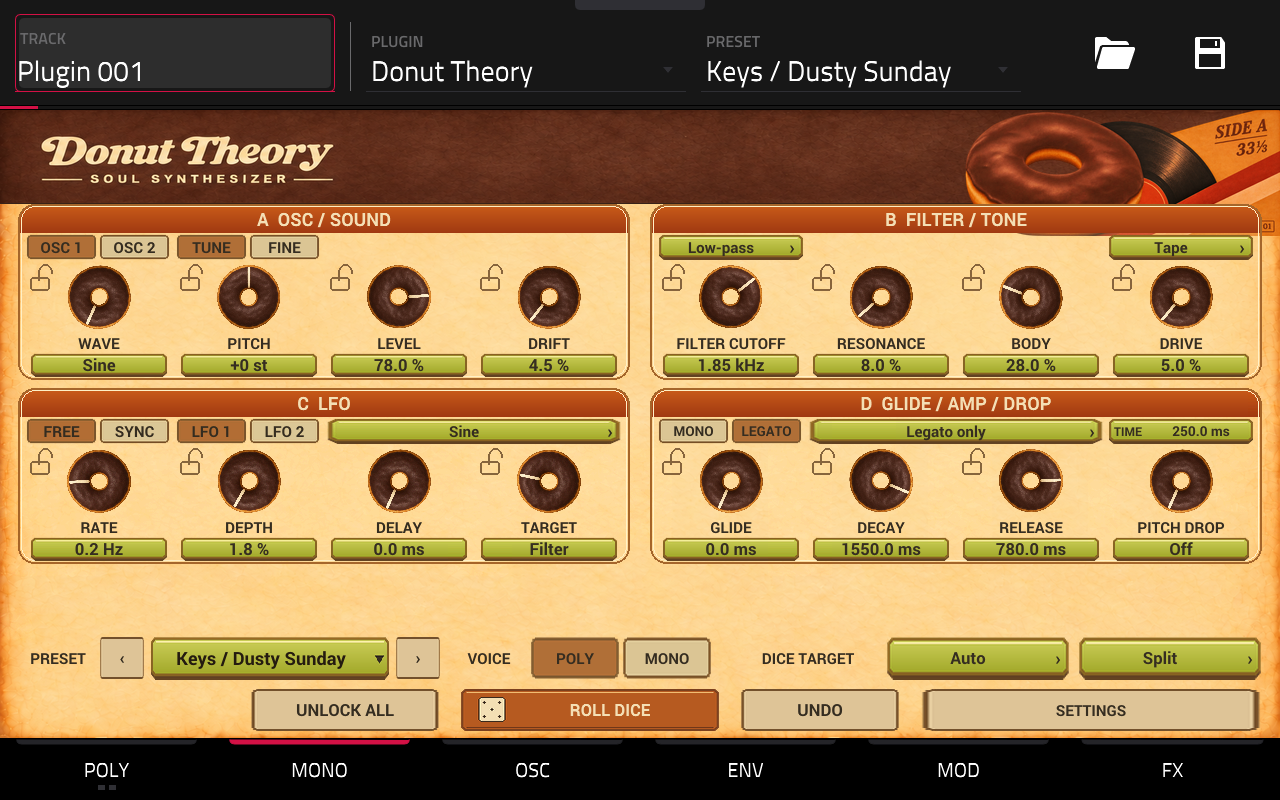 TRACK
Plugin 001
PLUGIN
Donut Theory
PRESET
Keys / Dusty Sunday
Donut Theory
SOUL SYNTHESIZER
SIDE A
33⅓
01
A OSC / SOUND
OSC 1 OSC 2 TUNE FINE
WAVE PITCH LEVEL DRIFT
Sine +0 st 78.0 % 4.5 %
B FILTER / TONE
Low-pass › Tape ›
FILTER CUTOFF RESONANCE BODY DRIVE
1.85 kHz 8.0 % 28.0 % 5.0 %
C LFO
FREE SYNC LFO 1 LFO 2 Sine ›
RATE DEPTH DELAY TARGET
0.2 Hz 1.8 % 0.0 ms Filter
D GLIDE / AMP / DROP
MONO LEGATO Legato only › TIME 250.0 ms
GLIDE DECAY RELEASE PITCH DROP
0.0 ms 1550.0 ms 780.0 ms Off
PRESET ‹ Keys / Dusty Sunday ▾ › VOICE POLY MONO DICE TARGET Auto › Split ›
UNLOCK ALL ROLL DICE UNDO SETTINGS
POLY MONO OSC ENV MOD FX